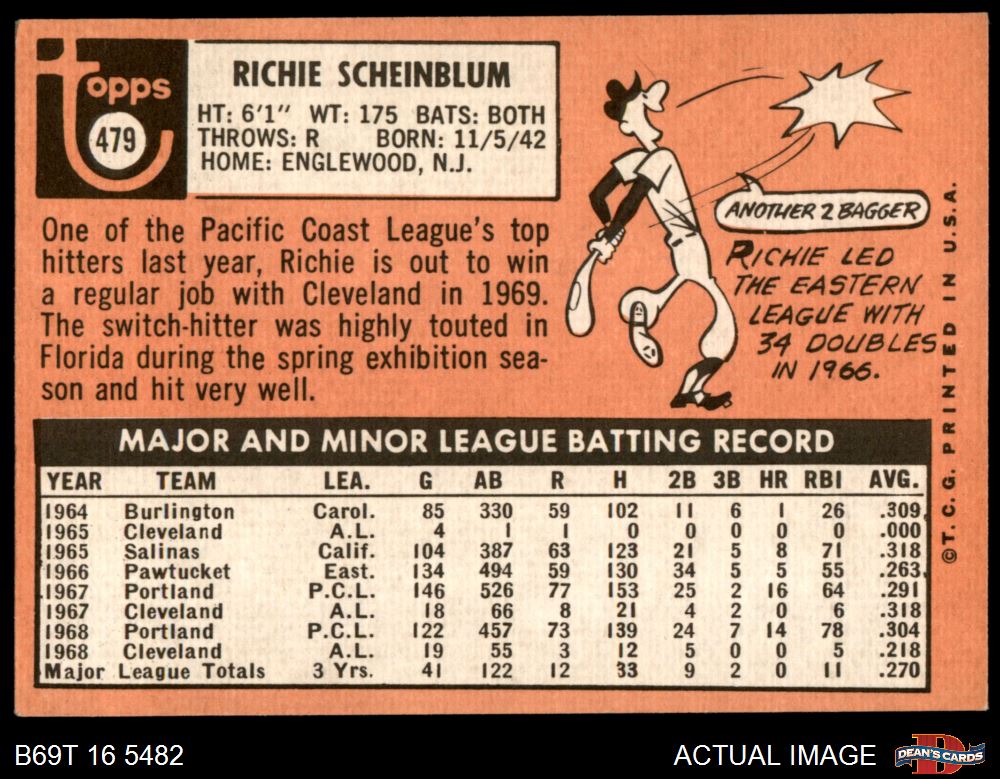 Topps
479
RICHIE SCHEINBLUM
HT: 6'1" WT: 175 BATS: BOTH
THROWS: R BORN: 11/5/42
HOME: ENGLEWOOD, N.J.
One of the Pacific Coast League's top
hitters last year, Richie is out to win
a regular job with Cleveland in 1969.
The switch-hitter was highly touted in
Florida during the spring exhibition sea-
son and hit very well.
ANOTHER 2 BAGGER
RICHIE LED
THE EASTERN
LEAGUE WITH
34 DOUBLES
IN 1966.
©T.C.G. PRINTED IN U.S.A.
MAJOR AND MINOR LEAGUE BATTING RECORD
YEAR TEAM LEA. G AB R H 2B 3B HR RBI AVG.
1964 Burlington Carol. 85 330 59 102 11 6 1 26 .309
1965 Cleveland A.L. 4 1 1 0 0 0 0 0 .000
1965 Salinas Calif. 104 387 63 123 21 5 8 71 .318
1966 Pawtucket East. 134 494 59 130 34 5 5 55 .263
1967 Portland P.C.L. 146 526 77 153 25 2 16 64 .291
1967 Cleveland A.L. 18 66 8 21 4 2 0 6 .318
1968 Portland P.C.L. 122 457 73 139 24 7 14 78 .304
1968 Cleveland A.L. 19 55 3 12 5 0 0 5 .218
Major League Totals 3 Yrs. 41 122 12 33 9 2 0 11 .270
B69T 16 5482
ACTUAL IMAGE
DEAN'S CARDS